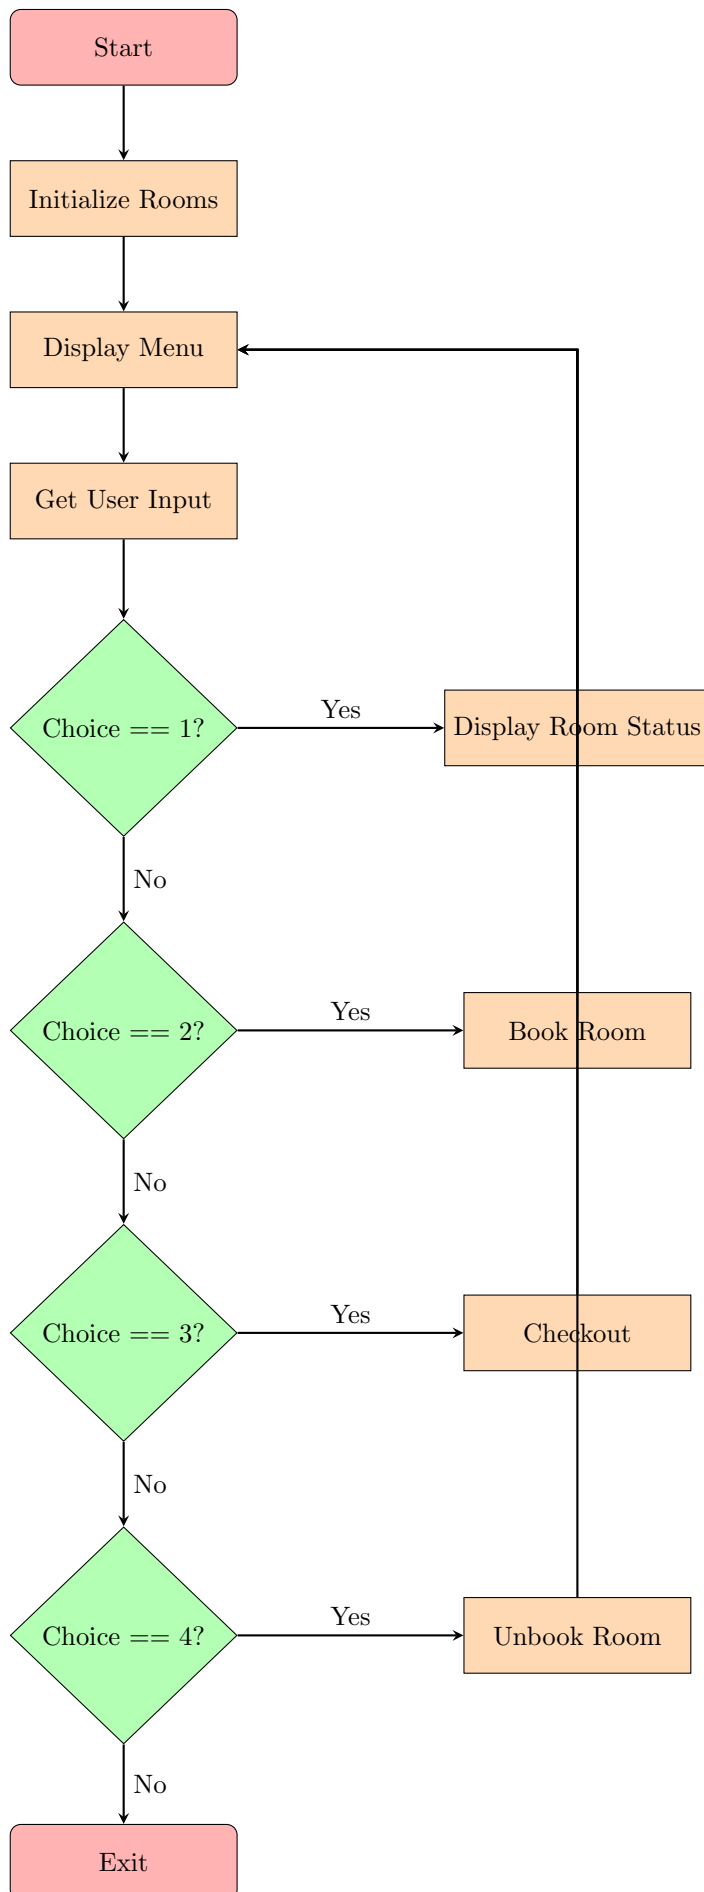 Start
Initialize Rooms
Display Menu
Get User Input
Choice == 1?
Yes
Display Room Status
No
Choice == 2?
Yes
Book Room
No
Choice == 3?
Yes
Checkout
No
Choice == 4?
Yes
Unbook Room
No
Exit